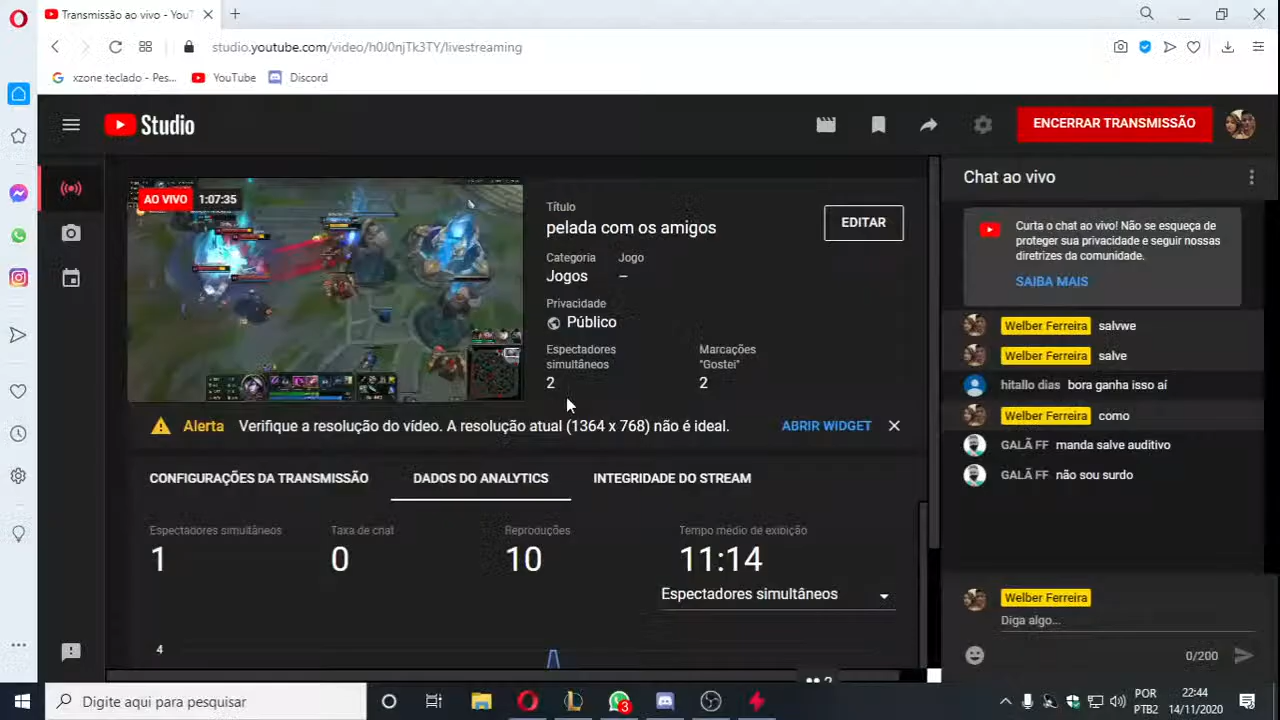 Transmissão ao vivo - YouT
studio.youtube.com/video/h0J0njTk3TY/livestreaming
xzone teclado - Pes...
YouTube
Discord
Studio
ENCERRAR TRANSMISSÃO
AO VIVO
1:07:35
Título
pelada com os amigos
EDITAR
Categoria
Jogo
Jogos
–
Privacidade
Público
Espectadores
simultâneos
2
Marcações
"Gostei"
2
Alerta
Verifique a resolução do vídeo. A resolução atual (1364 x 768) não é ideal.
ABRIR WIDGET
CONFIGURAÇÕES DA TRANSMISSÃO
DADOS DO ANALYTICS
INTEGRIDADE DO STREAM
Espectadores simultâneos
1
Taxa de chat
0
Reproduções
10
Tempo médio de exibição
11:14
Espectadores simultâneos
4
Chat ao vivo
Curta o chat ao vivo! Não se esqueça de
proteger sua privacidade e seguir nossas
diretrizes da comunidade.
SAIBA MAIS
Welber Ferreira salvwe
Welber Ferreira salve
hitallo dias bora ganha isso aí
Welber Ferreira como
GALÃ FF manda salve auditivo
GALÃ FF não sou surdo
Welber Ferreira
Diga algo...
0/200
Digite aqui para pesquisar
3
POR
PTB2
22:44
14/11/2020